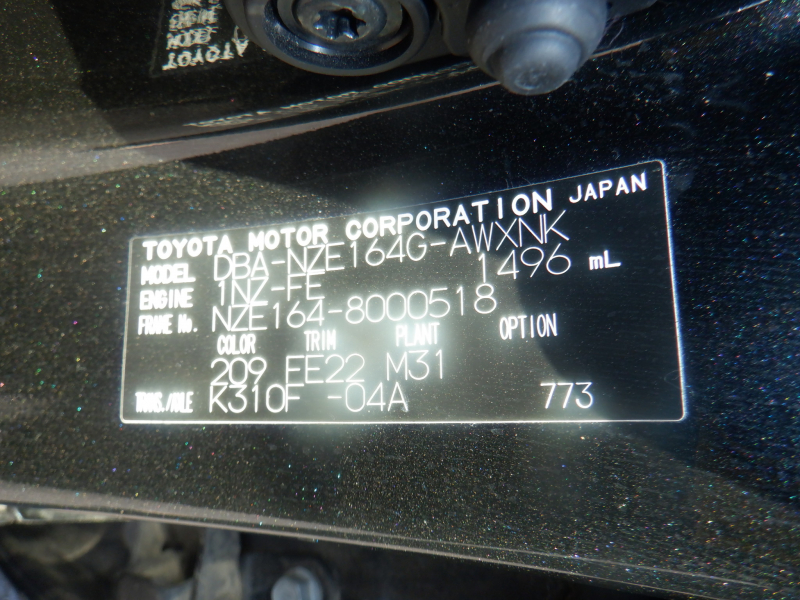 TOYOTA MOTOR CORPORATION JAPAN
MODEL DBA-NZE164G-AWXNK
ENGINE 1NZ-FE 1496 mL
FRAME No. NZE164-8000518
COLOR TRIM PLANT OPTION
209 FE22 M31
TRANS./AXLE K310F -04A 773